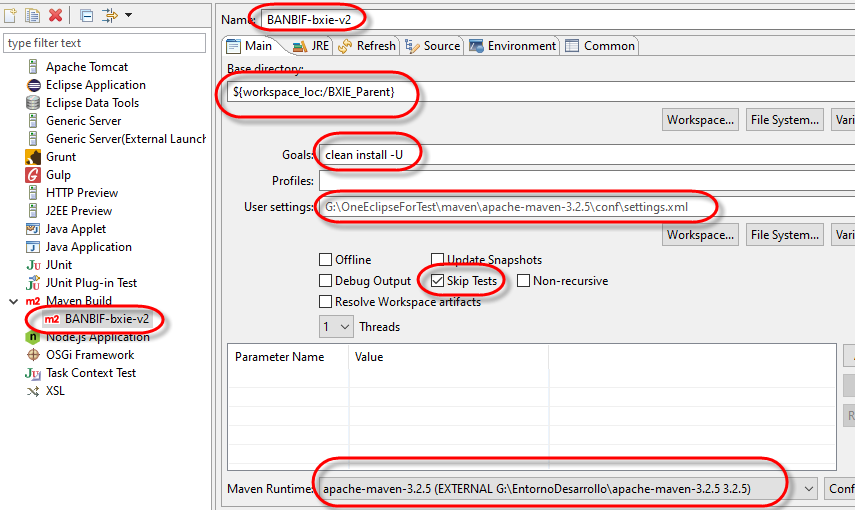 type filter text
Apache Tomcat
Eclipse Application
Eclipse Data Tools
Generic Server
Generic Server(External Launch
Grunt
Gulp
HTTP Preview
J2EE Preview
Java Applet
Java Application
JUnit
JUnit Plug-in Test
m2 Maven Build
m2 BANBIF-bxie-v2
Node.js Application
OSGi Framework
Task Context Test
XSL
Name: BANBIF-bxie-v2
Main JRE Refresh Source Environment Common
Base directory:
${workspace_loc:/BXIE_Parent}
Workspace... File System... Vari
Goals: clean install -U
Profiles:
User settings: G:\OneEclipseForTest\maven\apache-maven-3.2.5\conf\settings.xml
Workspace... File System... Vari
Offline Update Snapshots
Debug Output Skip Tests Non-recursive
Resolve Workspace artifacts
1 Threads
Parameter Name Value
Maven Runtime: apache-maven-3.2.5 (EXTERNAL G:\EntornoDesarrollo\apache-maven-3.2.5 3.2.5) Conf